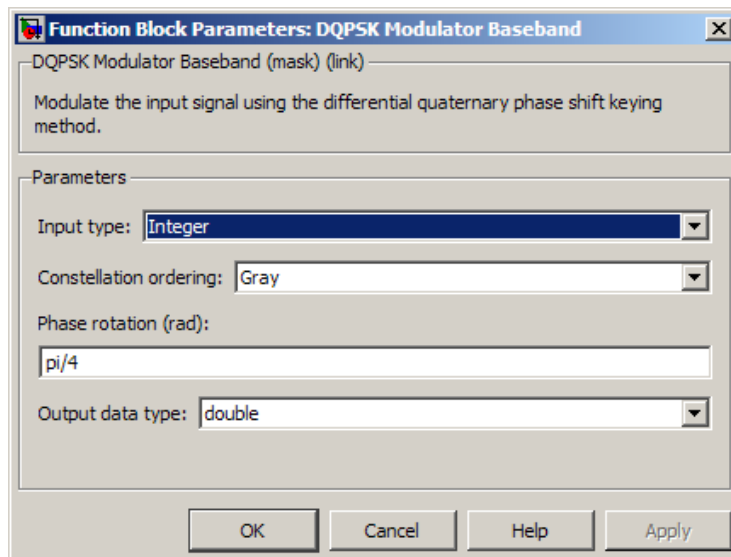 Function Block Parameters: DQPSK Modulator Baseband
DQPSK Modulator Baseband (mask) (link)
Modulate the input signal using the differential quaternary phase shift keying
method.
Parameters
Input type: Integer
Constellation ordering: Gray
Phase rotation (rad):
pi/4
Output data type: double
OK Cancel Help Apply